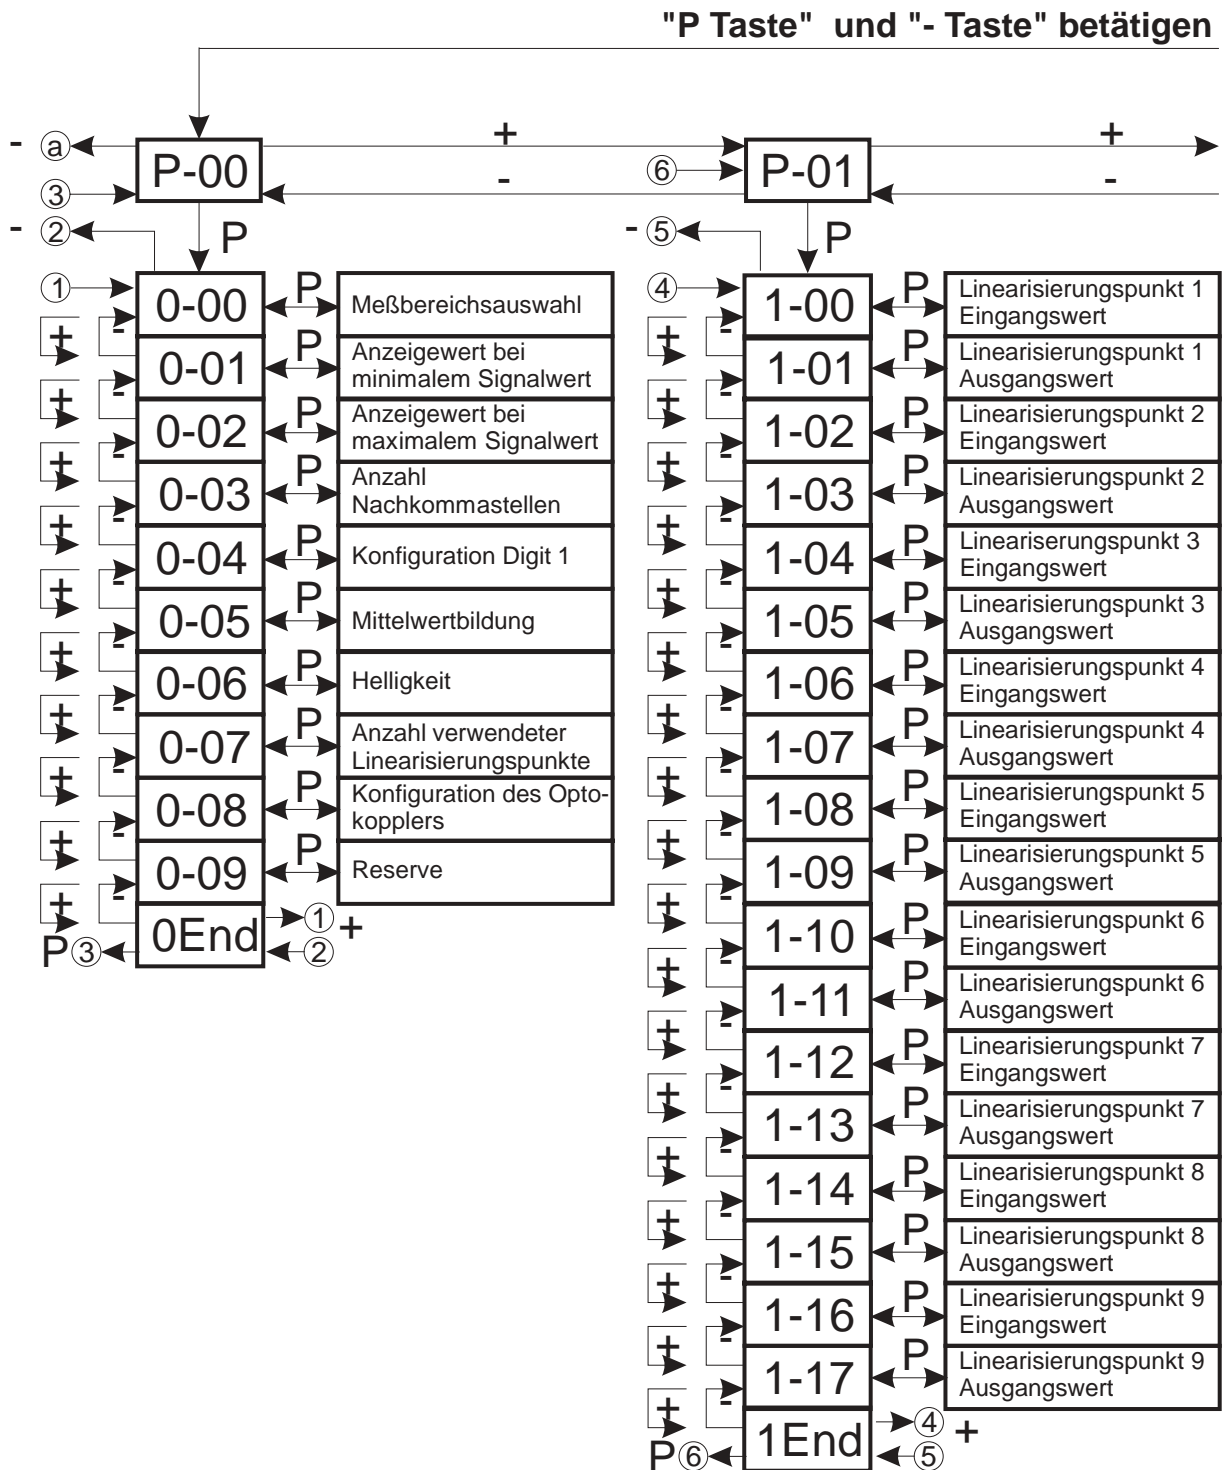 "P Taste" und "- Taste" betätigen
- a + +
P-00 6 P-01
3 - -
- 2 P - 5 P
1 0-00 P Meßbereichsauswahl
+ -
0-01 P Anzeigewert bei
minimalem Signalwert
+ -
0-02 P Anzeigewert bei
maximalem Signalwert
+ -
0-03 P Anzahl
Nachkommastellen
+ -
0-04 P Konfiguration Digit 1
+ -
0-05 P Mittelwertbildung
+ -
0-06 P Helligkeit
+ -
0-07 P Anzahl verwendeter
Linearisierungspunkte
+ -
0-08 P Konfiguration des Opto-
kopplers
+ -
0-09 P Reserve
+ -
0End 1 +
P 3 2
4 1-00 P Linearisierungspunkt 1
Eingangswert
+ -
1-01 P Linearisierungspunkt 1
Ausgangswert
+ -
1-02 P Linearisierungspunkt 2
Eingangswert
+ -
1-03 P Linearisierungspunkt 2
Ausgangswert
+ -
1-04 P Lineariserungspunkt 3
Eingangswert
+ -
1-05 P Linearisierungspunkt 3
Ausgangswert
+ -
1-06 P Linearisierungspunkt 4
Eingangswert
+ -
1-07 P Linearisierungspunkt 4
Ausgangswert
+ -
1-08 P Linearisierungspunkt 5
Eingangswert
+ -
1-09 P Linearisierungspunkt 5
Ausgangswert
+ -
1-10 P Linearisierungspunkt 6
Eingangswert
+ -
1-11 P Linearisierungspunkt 6
Ausgangswert
+ -
1-12 P Linearisierungspunkt 7
Eingangswert
+ -
1-13 P Linearisierungspunkt 7
Ausgangswert
+ -
1-14 P Linearisierungspunkt 8
Eingangswert
+ -
1-15 P Linearisierungspunkt 8
Ausgangswert
+ -
1-16 P Linearisierungspunkt 9
Eingangswert
+ -
1-17 P Linearisierungspunkt 9
Ausgangswert
+ -
1End 4 +
P 6 5